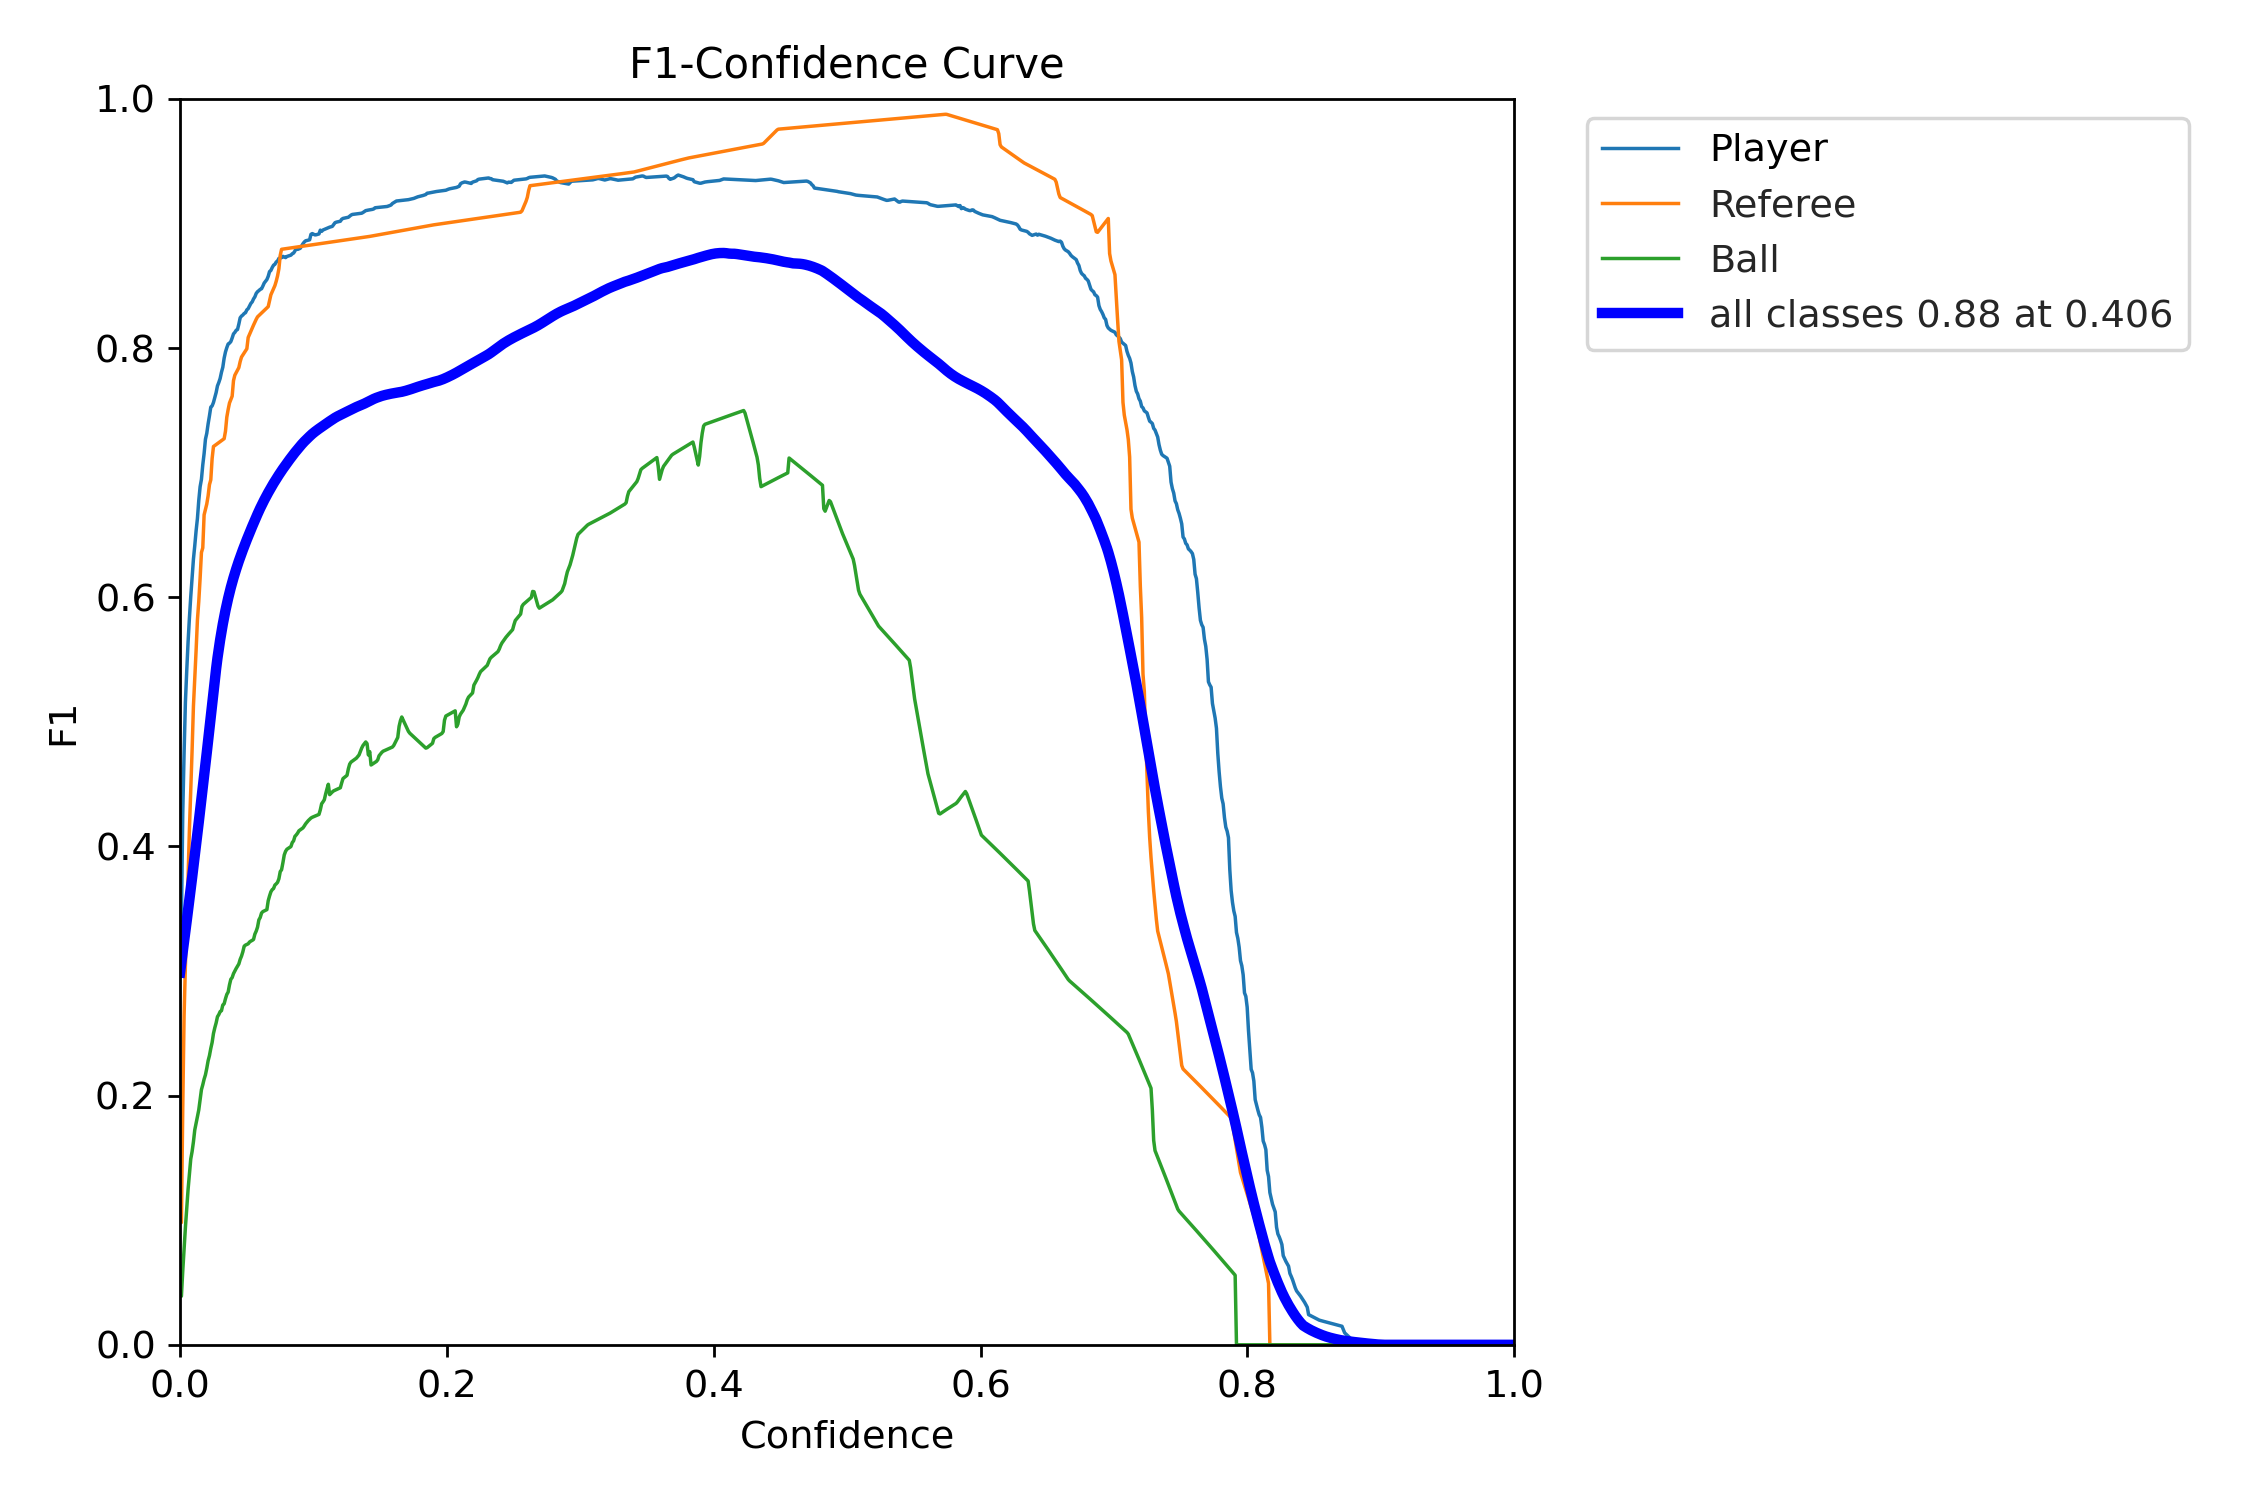 F1-Confidence Curve
1.0
0.8
0.6
0.4
0.2
0.0
F1
0.0 0.2 0.4 0.6 0.8 1.0
Confidence
Player
Referee
Ball
all classes 0.88 at 0.406